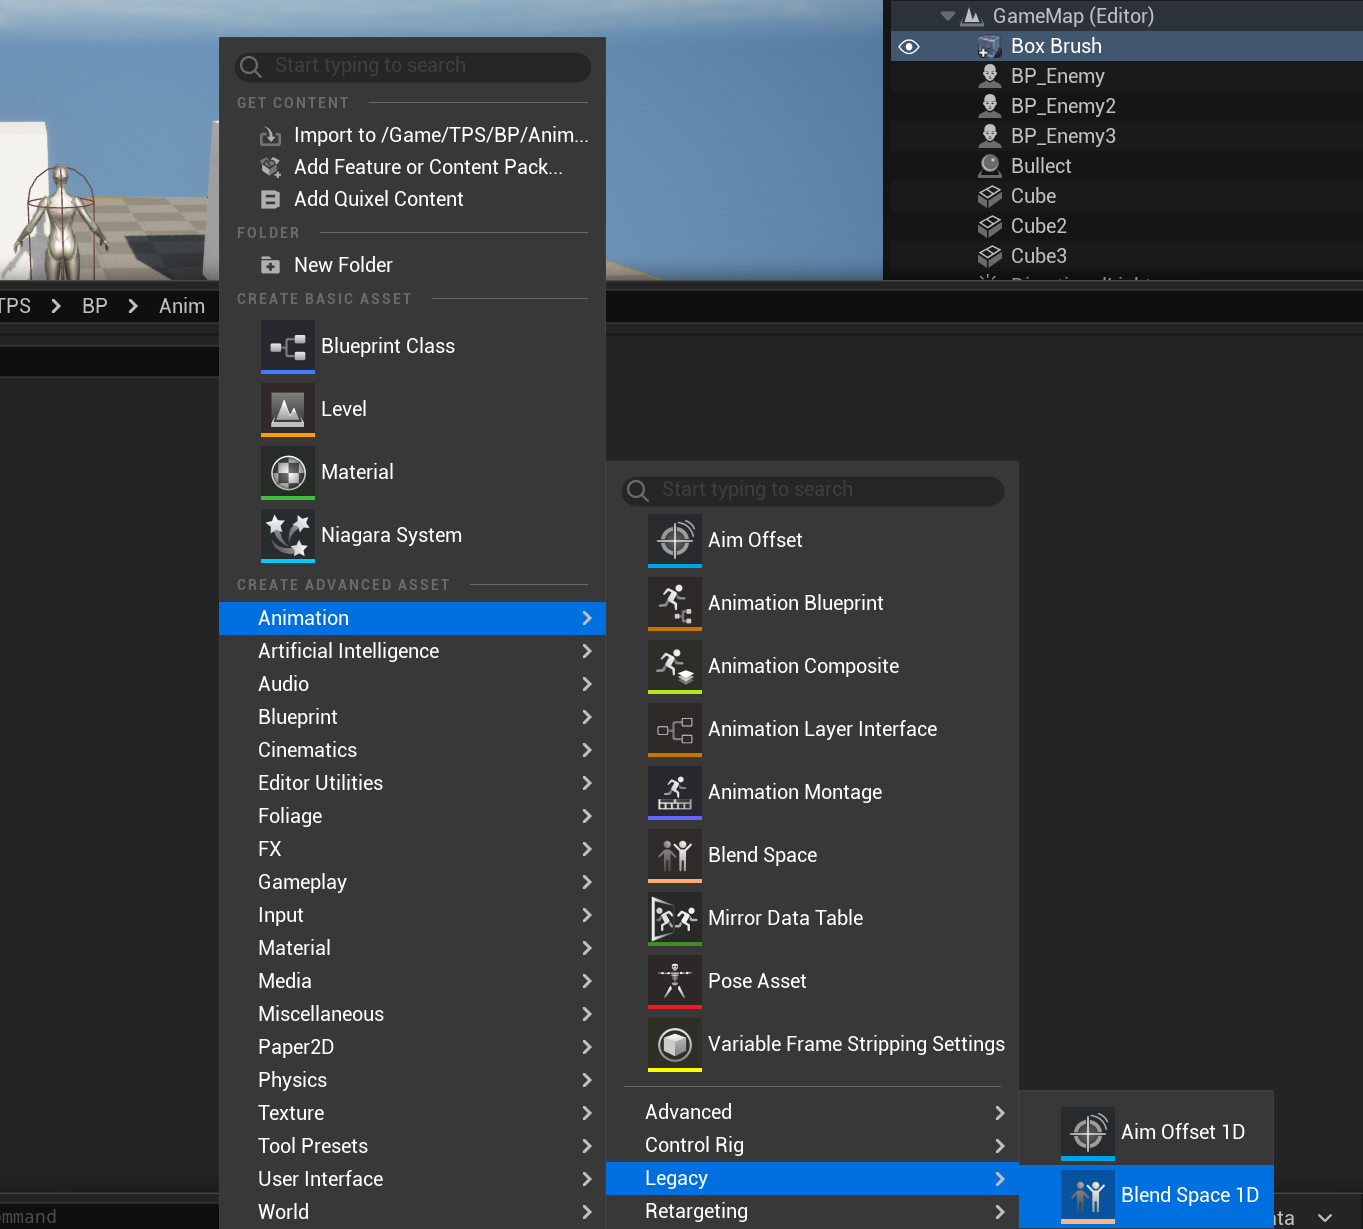 GameMap (Editor)
Box Brush
BP_Enemy
BP_Enemy2
BP_Enemy3
Bullect
Cube
Cube2
Cube3
Start typing to search
GET CONTENT
Import to /Game/TPS/BP/Anim...
Add Feature or Content Pack...
Add Quixel Content
FOLDER
New Folder
TPS > BP > Anim
CREATE BASIC ASSET
Blueprint Class
Level
Material
Niagara System
CREATE ADVANCED ASSET
Animation
Artificial Intelligence
Audio
Blueprint
Cinematics
Editor Utilities
Foliage
FX
Gameplay
Input
Material
Media
Miscellaneous
Paper2D
Physics
Texture
Tool Presets
User Interface
World
Start typing to search
Aim Offset
Animation Blueprint
Animation Composite
Animation Layer Interface
Animation Montage
Blend Space
Mirror Data Table
Pose Asset
Variable Frame Stripping Settings
Advanced
Control Rig
Legacy
Retargeting
Aim Offset 1D
Blend Space 1D